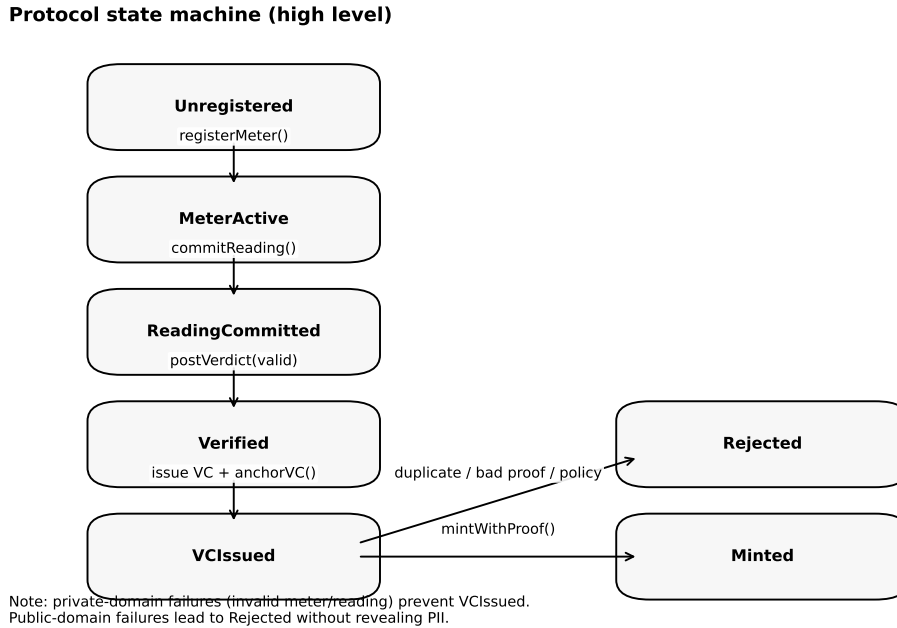 Protocol state machine (high level)
Unregistered
registerMeter()
MeterActive
commitReading()
ReadingCommitted
postVerdict(valid)
Verified
issue VC + anchorVC()
Rejected
duplicate / bad proof / policy
mintWithProof()
VCIssued
Minted
Note: private-domain failures (invalid meter/reading) prevent VCIssued.
Public-domain failures lead to Rejected without revealing PII.